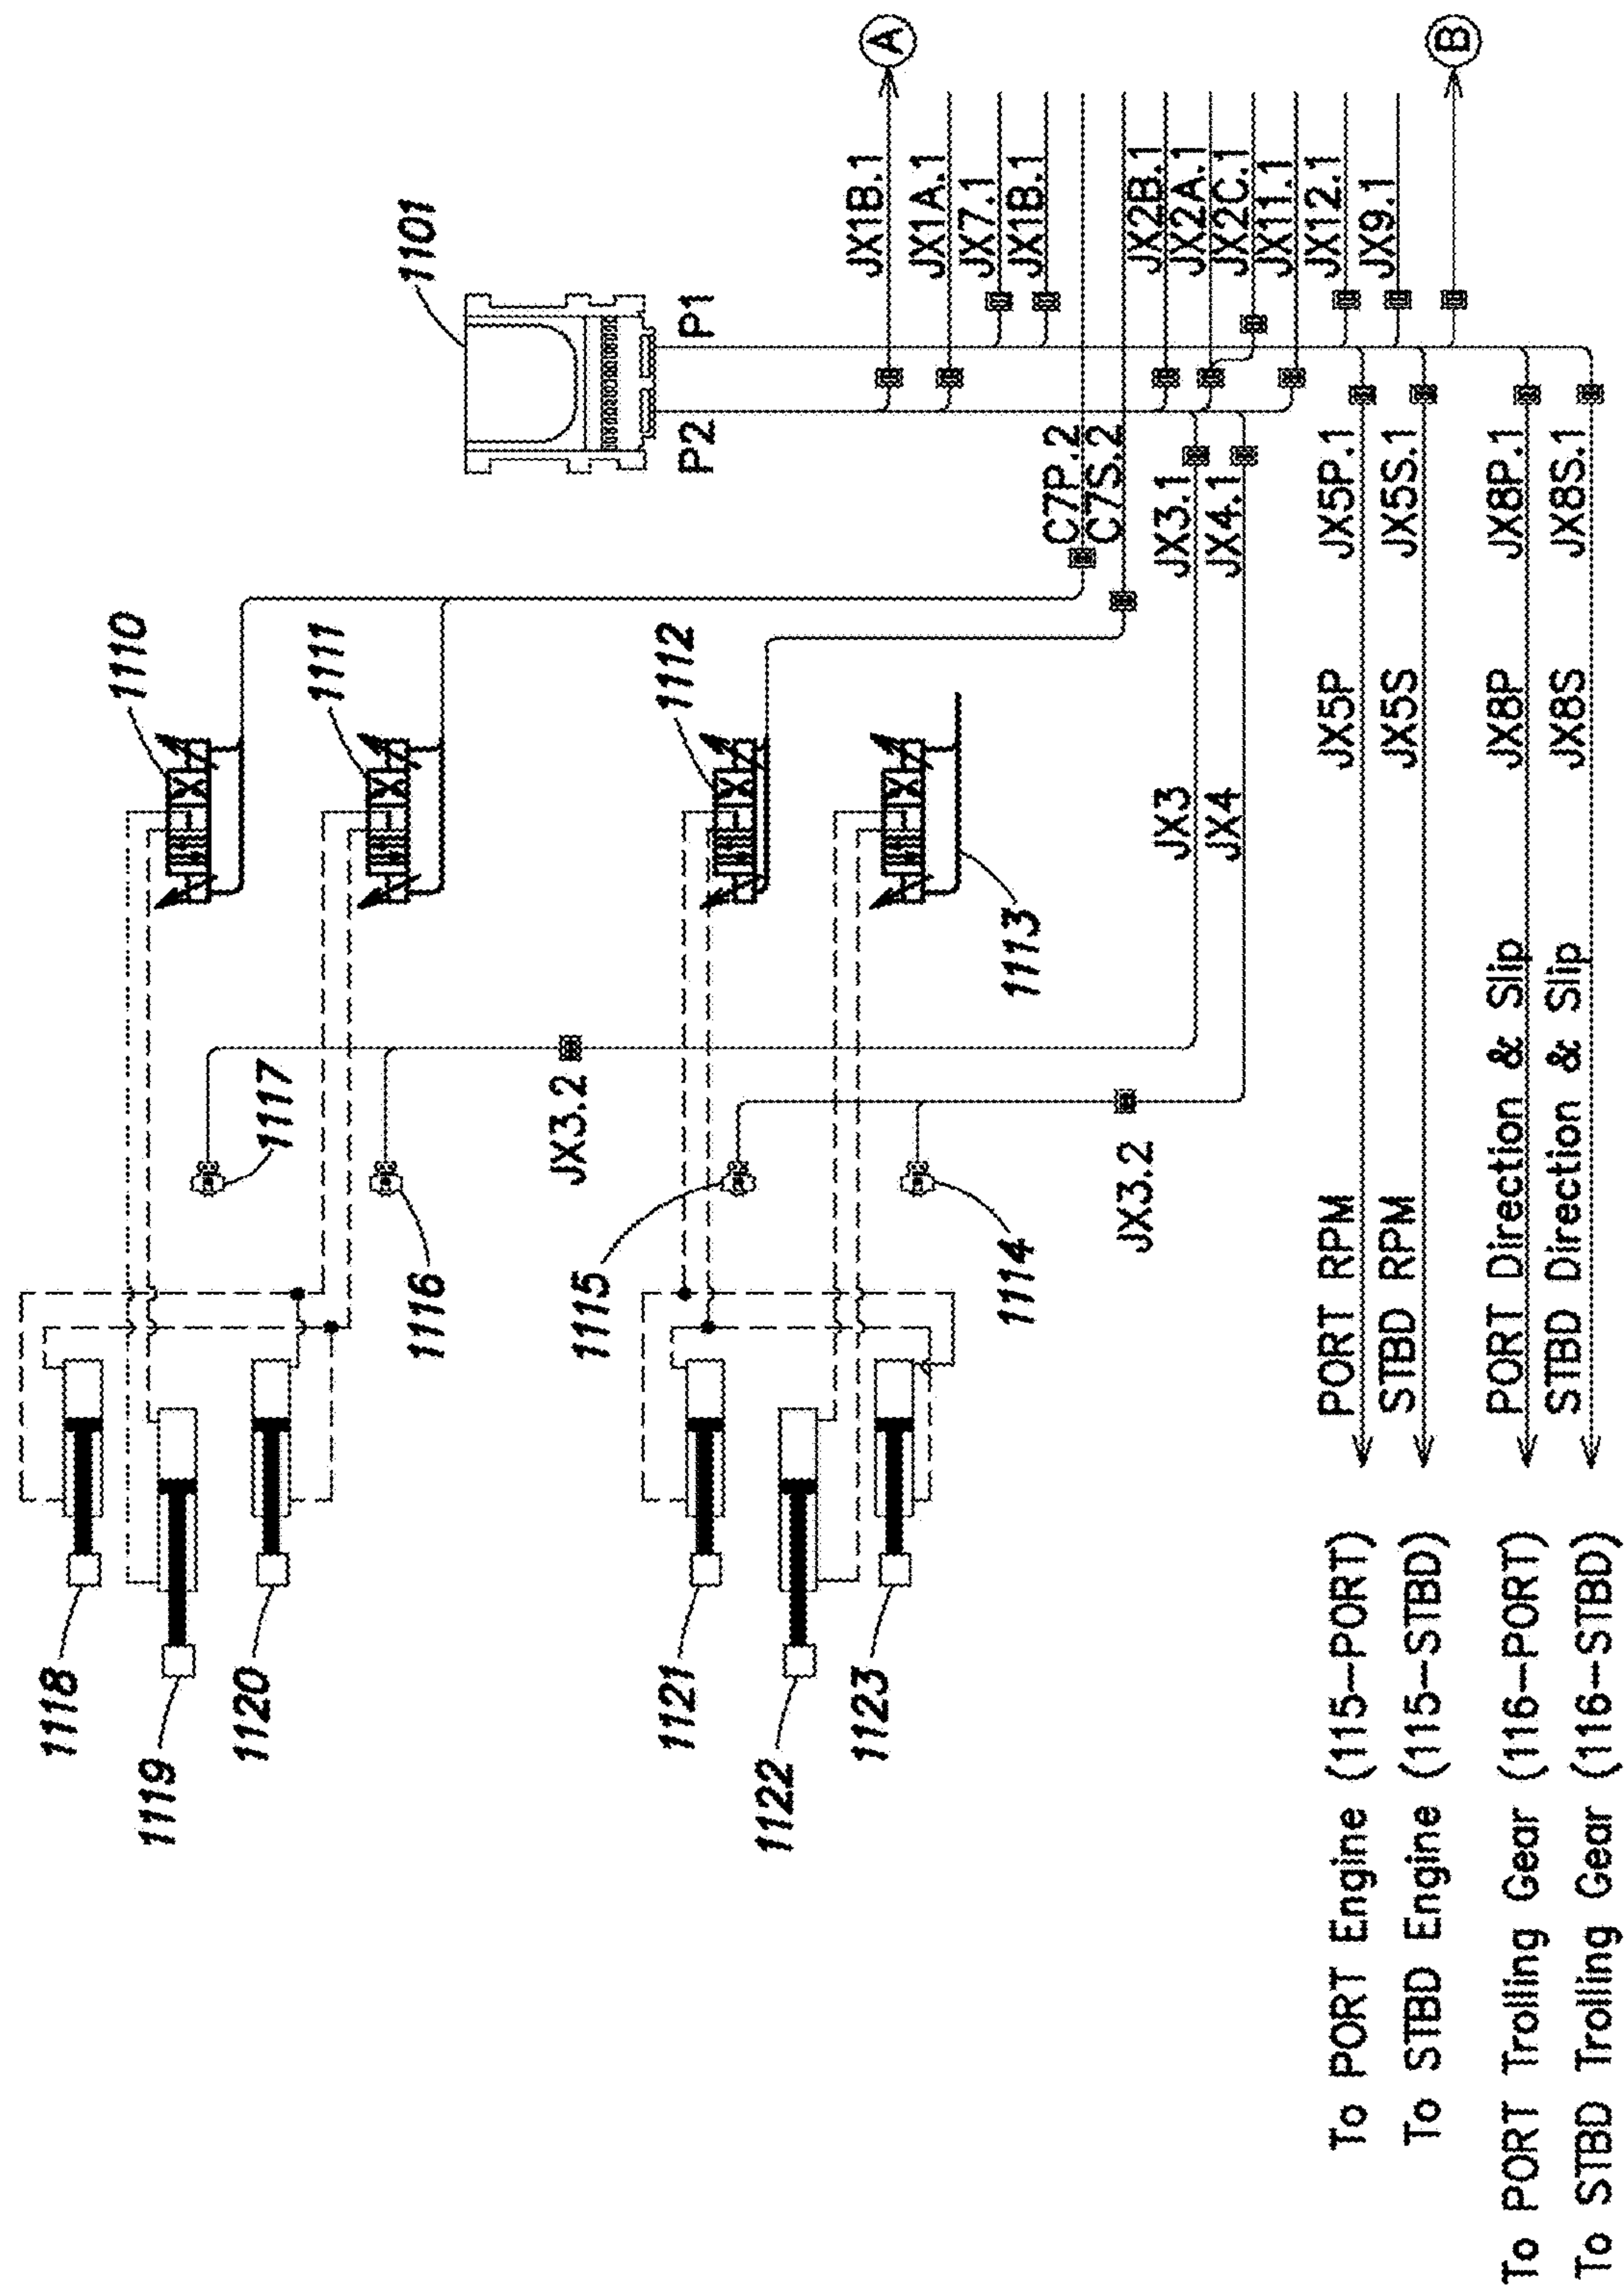 1118
1119
1120
1121
1122
1123
1117
1116
1115
1114
JX3.2
JX3.2
1110
1111
1112
1113
1101
P2
P1
C7P.2
C7S.2
JX3.1
JX4.1
JX3
JX4
JX1B.1
JX1A.1
JX7.1
JX1B.1
JX2B.1
JX2A.1
JX2C.1
JX11.1
JX12.1
JX9.1
A
B
To PORT Engine (115-PORT) PORT RPM JX5P JX5P.1
To STBD Engine (115-STBD) STBD RPM JX5S JX5S.1
To PORT Trolling Gear (116-PORT) PORT Direction & Slip JX8P JX8P.1
To STBD Trolling Gear (116-STBD) STBD Direction & Slip JX8S JX8S.1